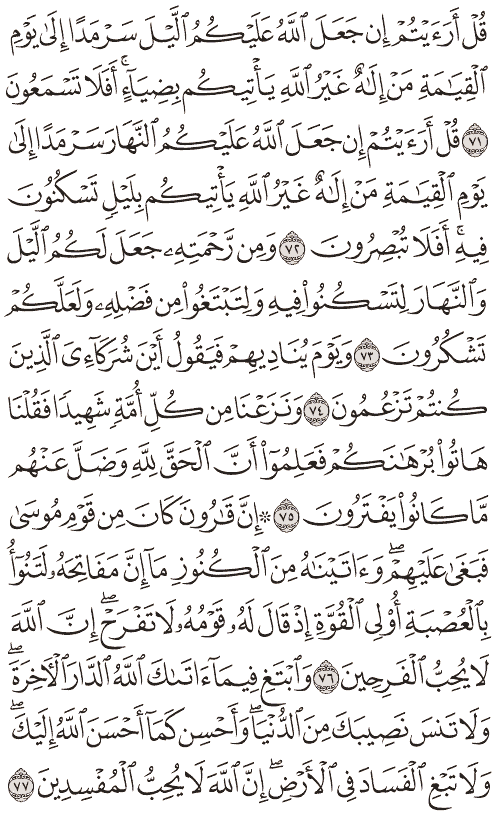 قُلۡ أَرَءَيۡتُمۡ إِن جَعَلَ ٱللَّهُ عَلَيۡكُمُ ٱلَّيۡلَ سَرۡمَدًا إِلَىٰ يَوۡمِ
ٱلۡقِيَٰمَةِ مَنۡ إِلَٰهٌ غَيۡرُ ٱللَّهِ يَأۡتِيكُم بِضِيَآءٍۚ أَفَلَا تَسۡمَعُونَ
٧١ قُلۡ أَرَءَيۡتُمۡ إِن جَعَلَ ٱللَّهُ عَلَيۡكُمُ ٱلنَّهَارَ سَرۡمَدًا إِلَىٰ
يَوۡمِ ٱلۡقِيَٰمَةِ مَنۡ إِلَٰهٌ غَيۡرُ ٱللَّهِ يَأۡتِيكُم بِلَيۡلٖ تَسۡكُنُونَ
فِيهِۚ أَفَلَا تُبۡصِرُونَ ٧٢ وَمِن رَّحۡمَتِهِۦ جَعَلَ لَكُمُ ٱلَّيۡلَ
وَٱلنَّهَارَ لِتَسۡكُنُواْ فِيهِ وَلِتَبۡتَغُواْ مِن فَضۡلِهِۦ وَلَعَلَّكُمۡ
تَشۡكُرُونَ ٧٣ وَيَوۡمَ يُنَادِيهِمۡ فَيَقُولُ أَيۡنَ شُرَكَآءِيَ ٱلَّذِينَ
كُنتُمۡ تَزۡعُمُونَ ٧٤ وَنَزَعۡنَا مِن كُلِّ أُمَّةٖ شَهِيدٗا فَقُلۡنَا
هَاتُواْ بُرۡهَٰنَكُمۡ فَعَلِمُوٓاْ أَنَّ ٱلۡحَقَّ لِلَّهِ وَضَلَّ عَنۡهُم
مَّا كَانُواْ يَفۡتَرُونَ ٧٥ ۞ إِنَّ قَٰرُونَ كَانَ مِن قَوۡمِ مُوسَىٰ
فَبَغَىٰ عَلَيۡهِمۡۖ وَءَاتَيۡنَٰهُ مِنَ ٱلۡكُنُوزِ مَآ إِنَّ مَفَاتِحَهُۥ لَتَنُوٓأُ
بِٱلۡعُصۡبَةِ أُوْلِي ٱلۡقُوَّةِ إِذۡ قَالَ لَهُۥ قَوۡمُهُۥ لَا تَفۡرَحۡۖ إِنَّ ٱللَّهَ
لَا يُحِبُّ ٱلۡفَرِحِينَ ٧٦ وَٱبۡتَغِ فِيمَآ ءَاتَىٰكَ ٱللَّهُ ٱلدَّارَ ٱلۡأٓخِرَةَۖ
وَلَا تَنسَ نَصِيبَكَ مِنَ ٱلدُّنۡيَاۖ وَأَحۡسِن كَمَآ أَحۡسَنَ ٱللَّهُ إِلَيۡكَۖ
وَلَا تَبۡغِ ٱلۡفَسَادَ فِي ٱلۡأَرۡضِۖ إِنَّ ٱللَّهَ لَا يُحِبُّ ٱلۡمُفۡسِدِينَ ٧٧